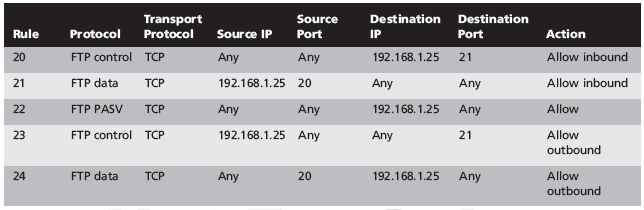 Rule Protocol Transport Protocol Source IP Source Port Destination IP Destination Port Action
20 FTP control TCP Any Any 192.168.1.25 21 Allow inbound
21 FTP data TCP 192.168.1.25 20 Any Any Allow inbound
22 FTP PASV TCP Any Any 192.168.1.25 Any Allow
23 FTP control TCP 192.168.1.25 Any Any 21 Allow outbound
24 FTP data TCP Any 20 192.168.1.25 Any Allow outbound